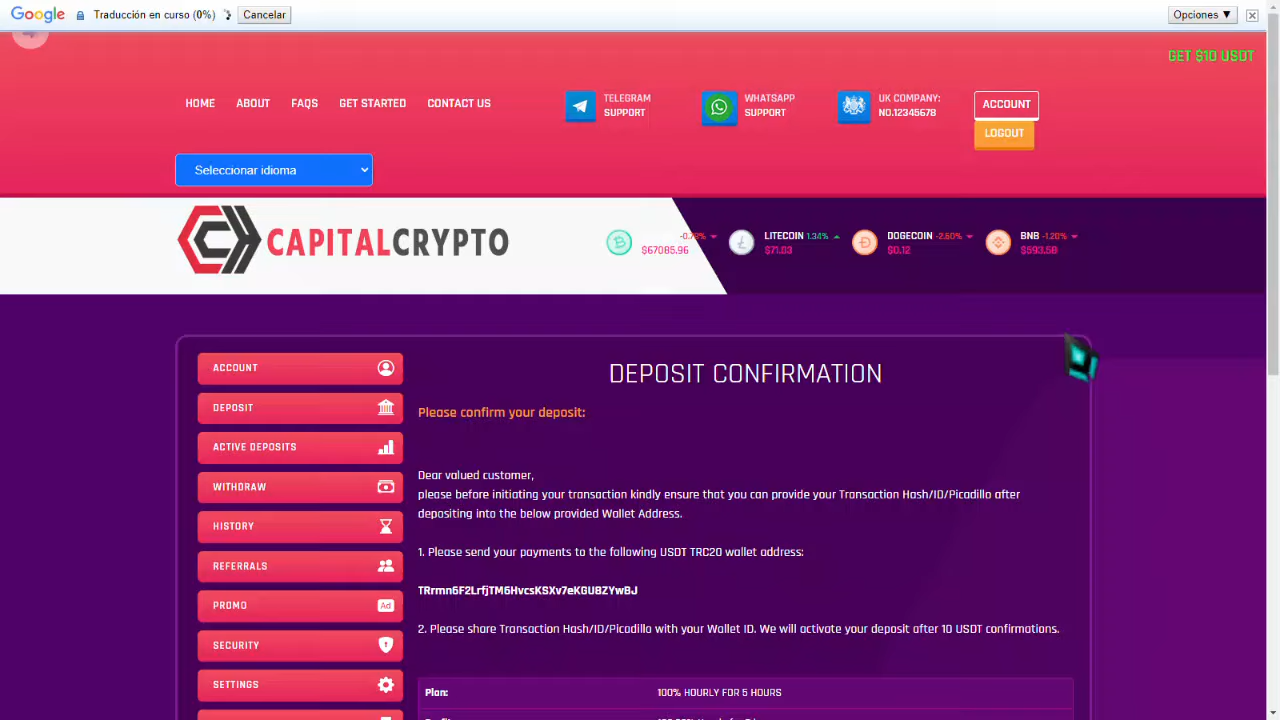 Google Traducción en curso (0%) Cancelar Opciones ▼
GET $10 USDT
HOME ABOUT FAQS GET STARTED CONTACT US
TELEGRAM
SUPPORT
WHATSAPP
SUPPORT
UK COMPANY:
NO.12345678
ACCOUNT
LOGOUT
Seleccionar idioma
CAPITALCRYPTO
$67085.96
LITECOIN 1.34%
$71.03
DOGECOIN -2.50%
$0.12
BNB -1.20%
$593.58
ACCOUNT
DEPOSIT
ACTIVE DEPOSITS
WITHDRAW
HISTORY
REFERRALS
PROMO
Ad
SECURITY
SETTINGS
DEPOSIT CONFIRMATION
Please confirm your deposit:
Dear valued customer,
please before initiating your transaction kindly ensure that you can provide your Transaction Hash/ID/Picadillo after
depositing into the below provided Wallet Address.
1. Please send your payments to the following USDT TRC20 wallet address:
TRrmn6F2LrfjTM6HvcsKSXv7eKGU8ZYwBJ
2. Please share Transaction Hash/ID/Picadillo with your Wallet ID. We will activate your deposit after 10 USDT confirmations.
Plan: 100% HOURLY FOR 5 HOURS